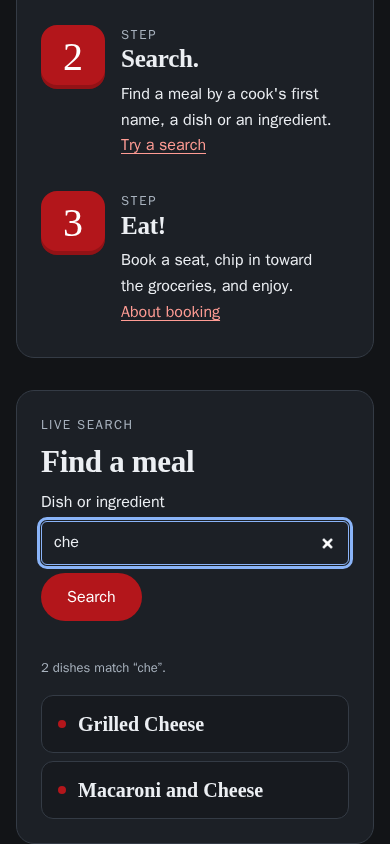 2
STEP
Search.
Find a meal by a cook's first
name, a dish or an ingredient.
Try a search
3
STEP
Eat!
Book a seat, chip in toward
the groceries, and enjoy.
About booking
LIVE SEARCH
Find a meal
Dish or ingredient
che
Search
2 dishes match “che”.
Grilled Cheese
Macaroni and Cheese